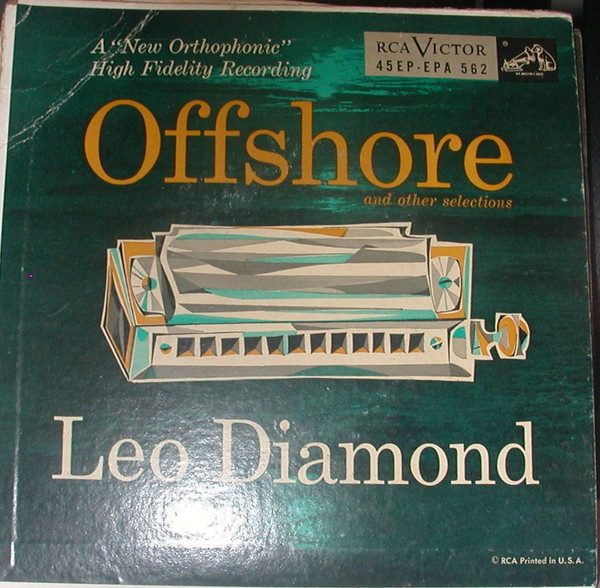 A "New Orthophonic"
High Fidelity Recording
RCA VICTOR
45EP-EPA 562
Offshore
and other selections
Leo Diamond
© RCA Printed in U.S.A.